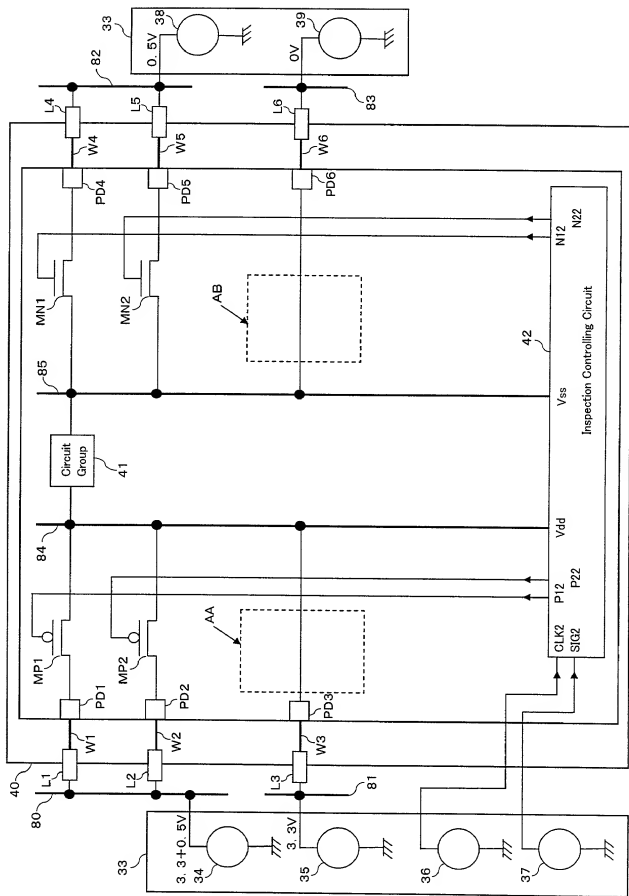 33
38
39
0. 5V
0V
82
83
L4
L5
L6
W4
W5
W6
PD4
PD5
PD6
MN1
MN2
AB
N12
N22
85
Vss
42
Inspection Controlling Circuit
Circuit
Group
41
84
Vdd
P12
P22
CLK2
SIG2
MP1
MP2
AA
PD1
PD2
PD3
W1
W2
W3
40
L1
L2
L3
80
81
3. 3+0. 5V
3. 3V
33
34
35
36
37